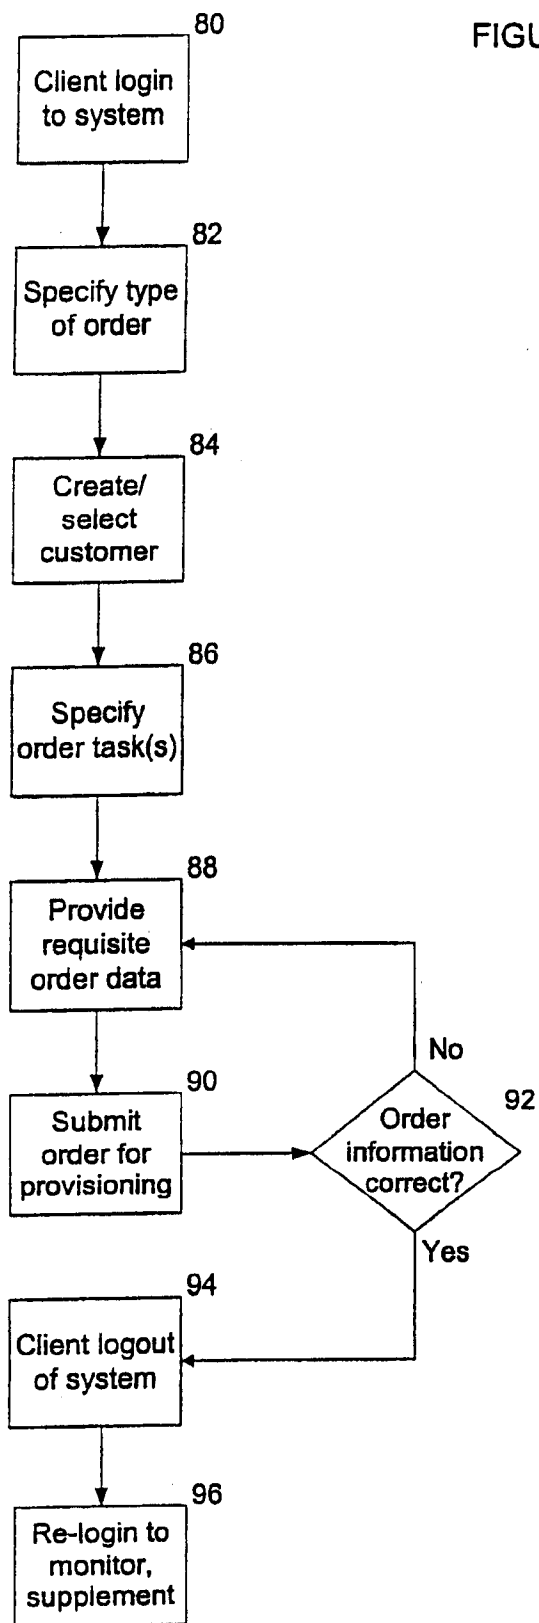 80
FIGU
Client login
to system
82
Specify type
of order
84
Create/
select
customer
86
Specify
order task(s)
88
Provide
requisite
order data
No
90
92
Submit
order for
provisioning
Order
information
correct?
Yes
94
Client logout
of system
96
Re-login to
monitor,
supplement